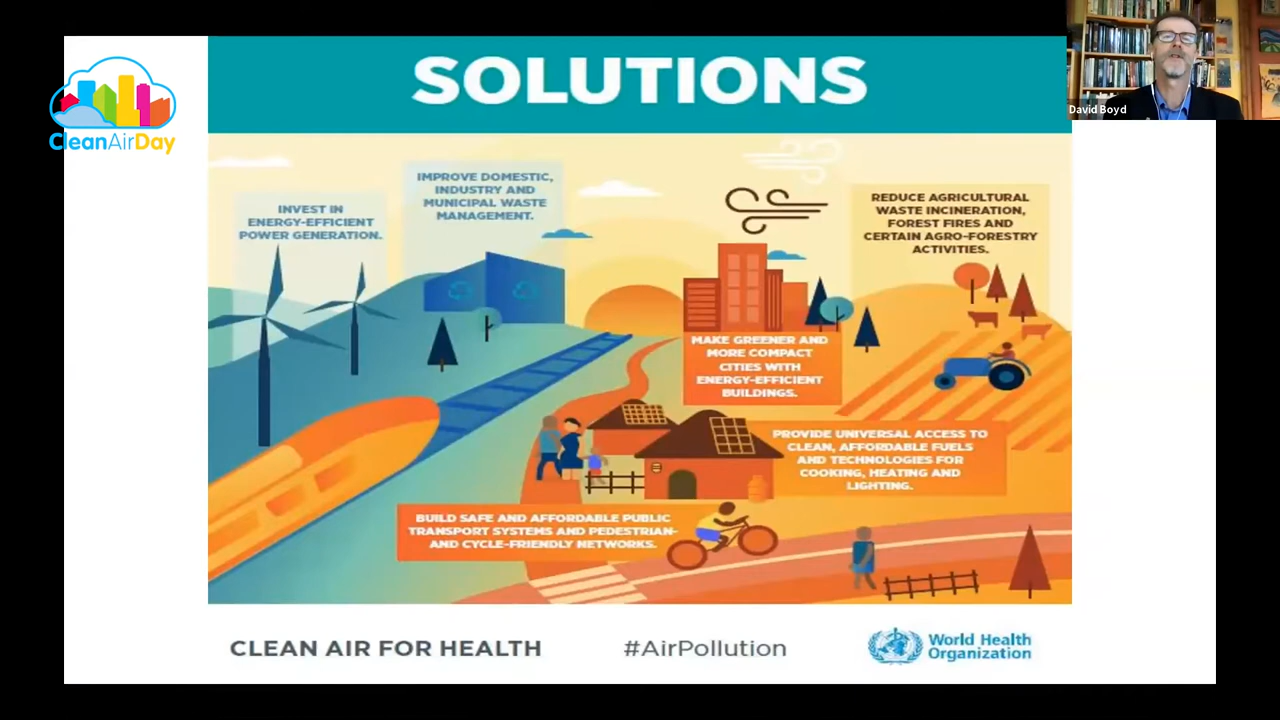 SOLUTIONS
David Boyd
CleanAirDay
INVEST IN
ENERGY-EFFICIENT
POWER GENERATION.
IMPROVE DOMESTIC,
INDUSTRY AND
MUNICIPAL WASTE
MANAGEMENT.
REDUCE AGRICULTURAL
WASTE INCINERATION,
FOREST FIRES AND
CERTAIN AGRO-FORESTRY
ACTIVITIES.
MAKE GREENER AND
MORE COMPACT
CITIES WITH
ENERGY-EFFICIENT
BUILDINGS.
PROVIDE UNIVERSAL ACCESS TO
CLEAN, AFFORDABLE FUELS
AND TECHNOLOGIES FOR
COOKING, HEATING AND
LIGHTING.
BUILD SAFE AND AFFORDABLE PUBLIC
TRANSPORT SYSTEMS AND PEDESTRIAN-
AND CYCLE-FRIENDLY NETWORKS.
CLEAN AIR FOR HEALTH
#AirPollution
World Health
Organization